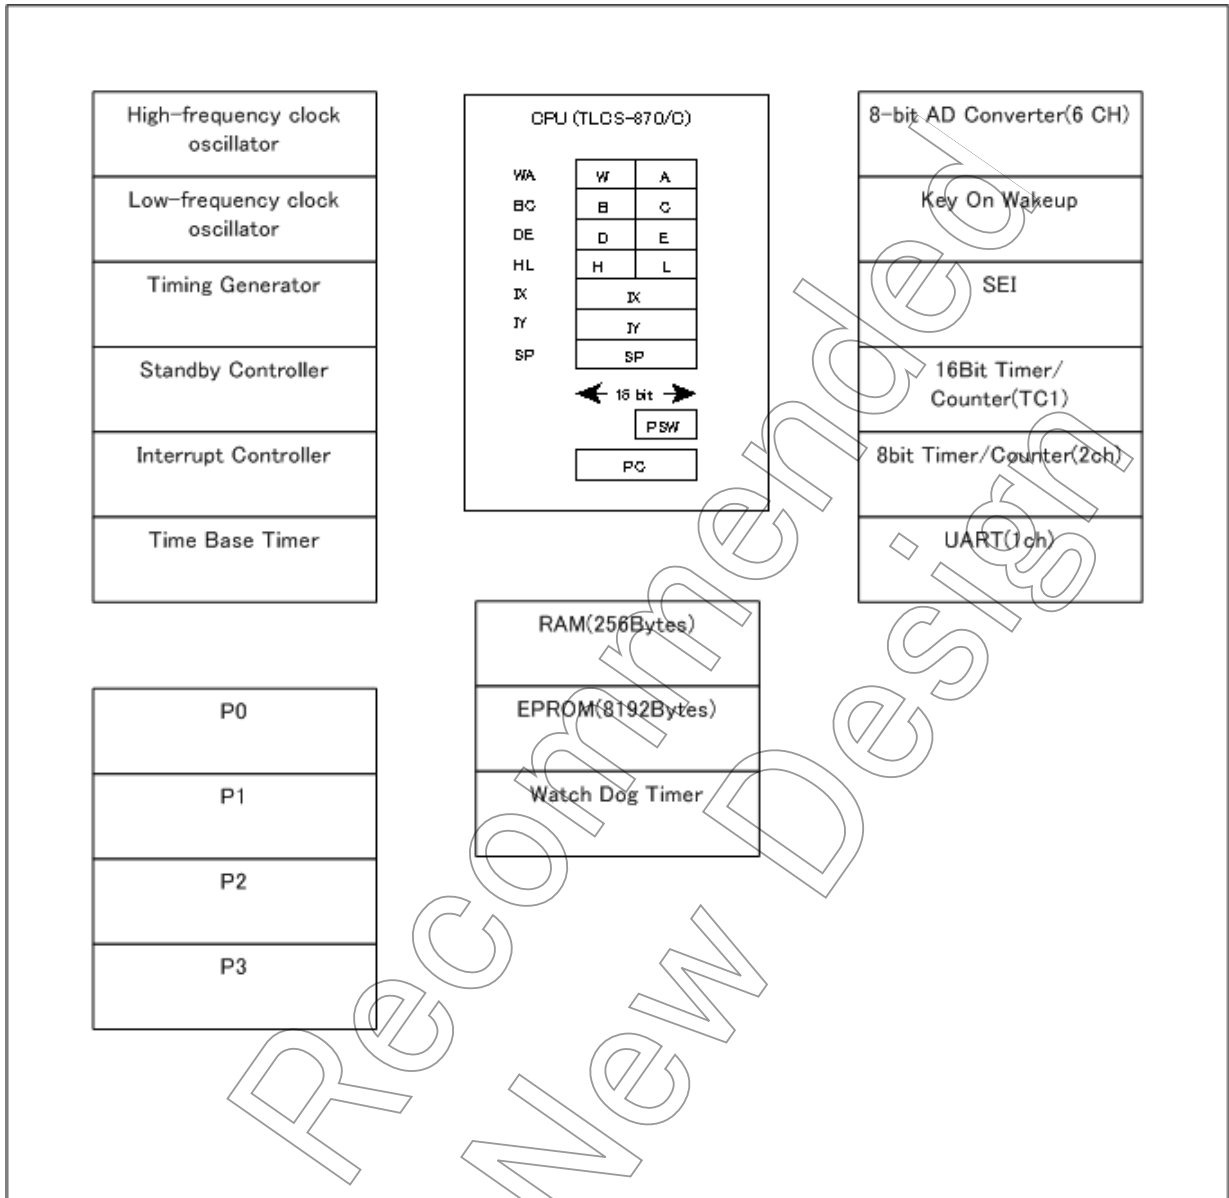 High-frequency clock
oscillator
Low-frequency clock
oscillator
Timing Generator
Standby Controller
Interrupt Controller
Time Base Timer
CPU (TLCS-870/C)
WA W A
BC B C
DE D E
HL H L
IX IX
IY IY
SP SP
16 bit
PSW
PC
8-bit AD Converter(6 CH)
Key On Wakeup
SEI
16Bit Timer/
Counter(TC1)
8bit Timer/Counter(2ch)
UART(1ch)
RAM(256Bytes)
EPROM(8192Bytes)
Watch Dog Timer
P0
P1
P2
P3
Recommended
New Design